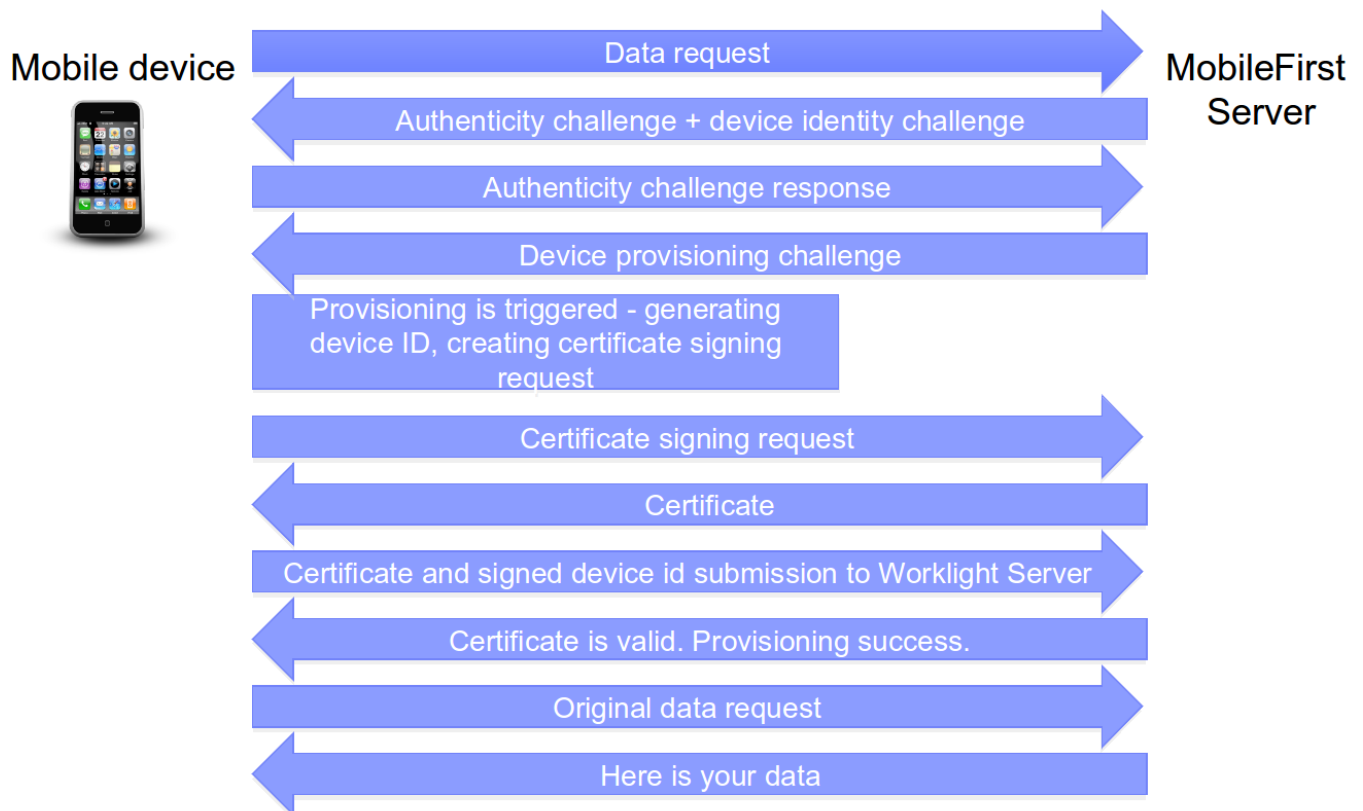 Data request
Mobile device
MobileFirst
Server
Authenticity challenge + device identity challenge
Authenticity challenge response
Device provisioning challenge
Provisioning is triggered - generating
device ID, creating certificate signing
request
Certificate signing request
Certificate
Certificate and signed device id submission to Worklight Server
Certificate is valid. Provisioning success.
Original data request
Here is your data